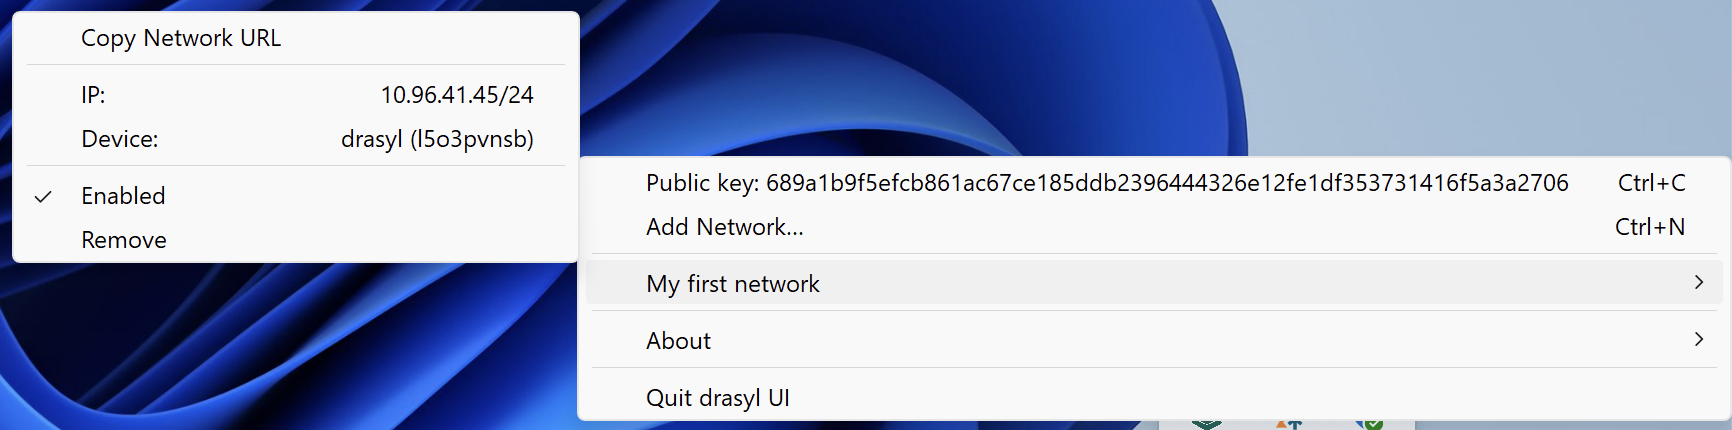 Copy Network URL
IP: 10.96.41.45/24
Device: drasyl (l5o3pvnsb)
Enabled
Remove
Public key: 689a1b9f5efcb861ac67ce185ddb2396444326e12fe1df353731416f5a3a2706 Ctrl+C
Add Network... Ctrl+N
My first network
About
Quit drasyl UI